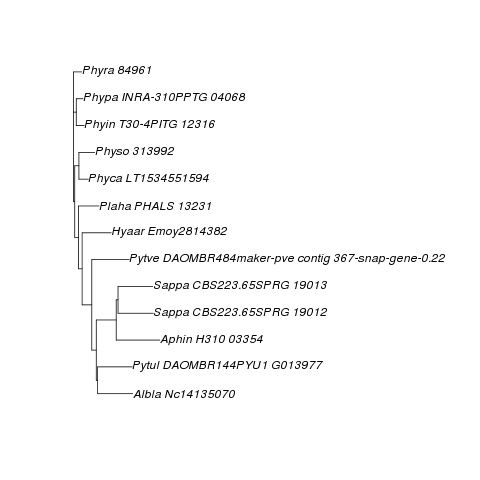 Phyra 84961
Phypa INRA-310PPTG 04068
Phyin T30-4PITG 12316
Physo 313992
Phyca LT1534551594
Plaha PHALS 13231
Hyaar Emoy2814382
Pytve DAOMBR484maker-pve contig 367-snap-gene-0.22
Sappa CBS223.65SPRG 19013
Sappa CBS223.65SPRG 19012
Aphin H310 03354
Pytul DAOMBR144PYU1 G013977
Albla Nc14135070